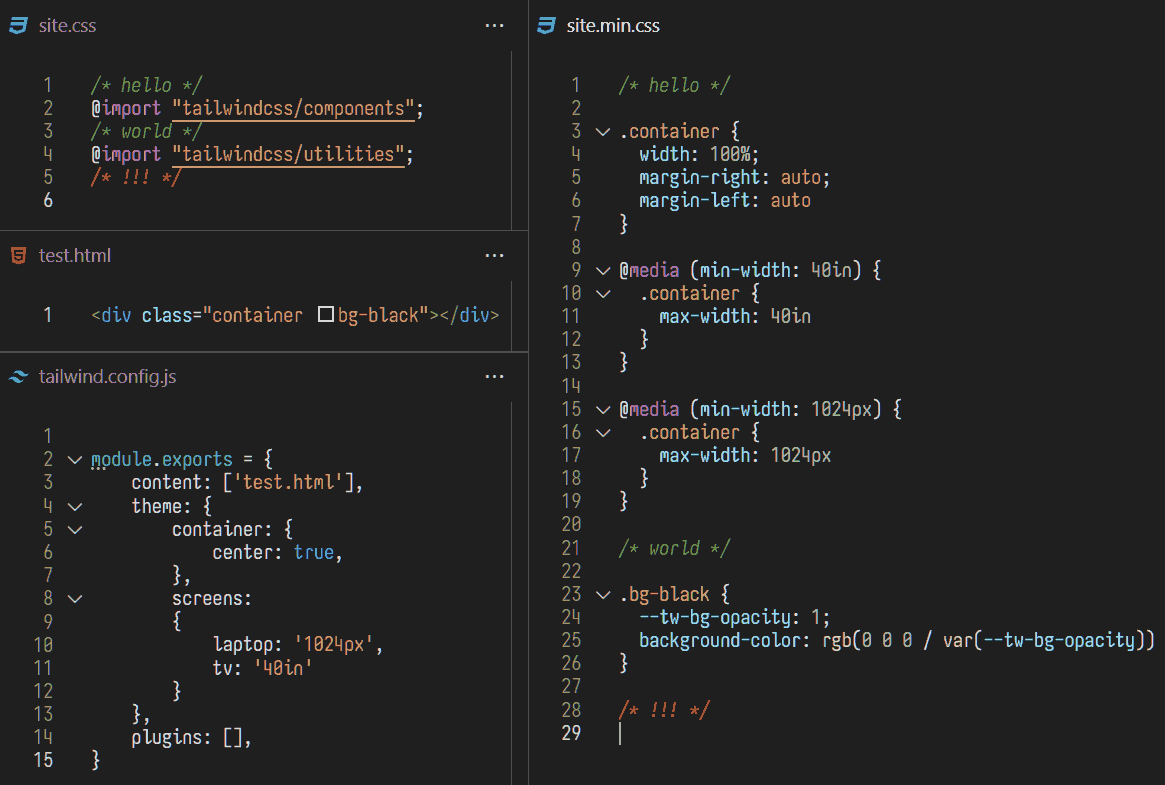 site.css ...
1 /* hello */
2 @import "tailwindcss/components";
3 /* world */
4 @import "tailwindcss/utilities";
5 /* !!! */
6
test.html ...
1 <div class="container bg-black"></div>
tailwind.config.js ...
1
2 module.exports = {
3 content: ['test.html'],
4 theme: {
5 container: {
6 center: true,
7 },
8 screens:
9 {
10 laptop: '1024px',
11 tv: '40in'
12 }
13 },
14 plugins: [],
15 }
site.min.css
1 /* hello */
2
3 .container {
4 width: 100%;
5 margin-right: auto;
6 margin-left: auto
7 }
8
9 @media (min-width: 40in) {
10 .container {
11 max-width: 40in
12 }
13 }
14
15 @media (min-width: 1024px) {
16 .container {
17 max-width: 1024px
18 }
19 }
20
21 /* world */
22
23 .bg-black {
24 --tw-bg-opacity: 1;
25 background-color: rgb(0 0 0 / var(--tw-bg-opacity))
26 }
27
28 /* !!! */
29